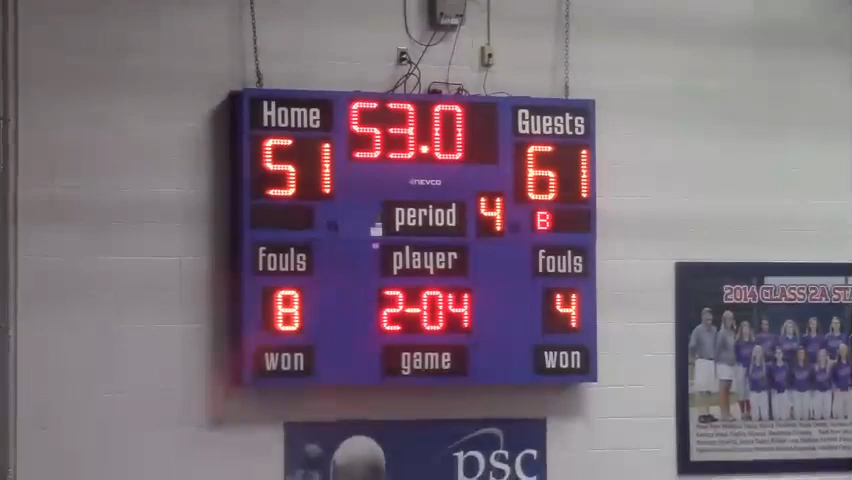 Home 53.0 Guests
51 61
NEVCO
period 4 B
fouls player fouls
8 2-04 4
won game won
2014 CLASS 2A STA
psc